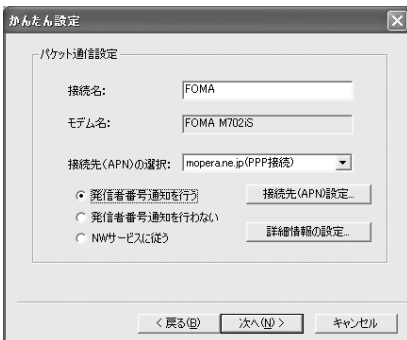 かんたん設定
パケット通信設定
接続名: FOMA
モデム名: FOMA M702iS
接続先(APN)の選択: mopera.ne.jp(PPP接続)
発信者番号通知を行う 接続先(APN)設定...
発信者番号通知を行わない
NWサービスに従う 詳細情報の設定...
< 戻る(B) 次へ(N) > キャンセル